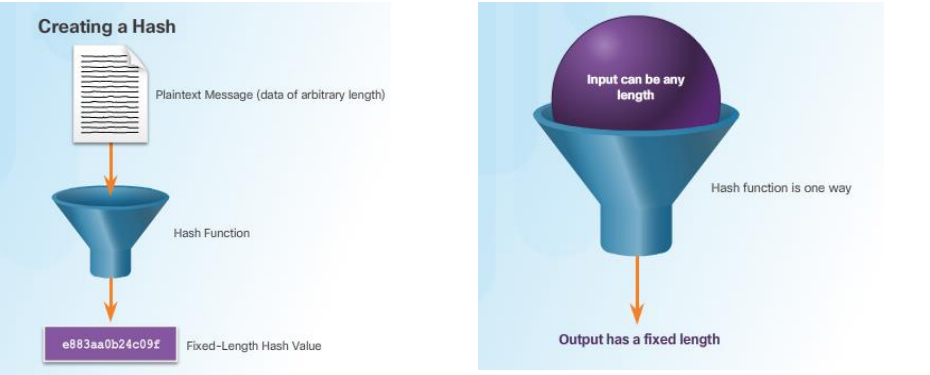 Creating a Hash
Plaintext Message (data of arbitrary length)
Hash Function
e883aa0b24c09f
Fixed-Length Hash Value
Input can be any
length
Hash function is one way
Output has a fixed length